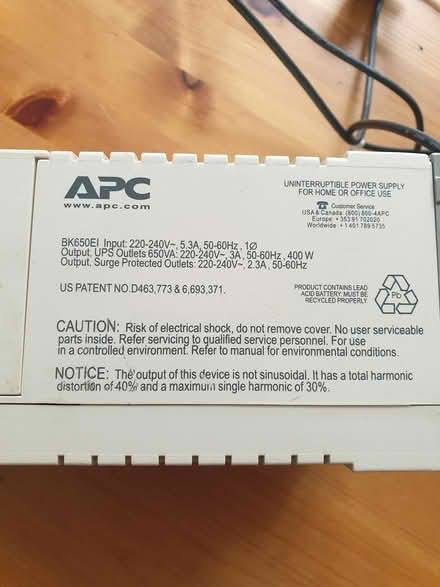 APC
www.apc.com
UNINTERRUPTIBLE POWER SUPPLY
FOR HOME OR OFFICE USE
Customer Service
USA & Canada: (800) 800-4APC
Europe: +353 91 702020
Worldwide: +1 401 789 5735
BK650EI Input: 220-240V~, 5.3A, 50-60Hz, 1Ø
Output, UPS Outlets 650VA: 220-240V~, 3A, 50-60Hz, 400 W
Output, Surge Protected Outlets: 220-240V~, 2.3A, 50-60Hz
US PATENT NO.D463,773 & 6,693,371.
PRODUCT CONTAINS LEAD
ACID BATTERY. MUST BE
RECYCLED PROPERLY
Pb
CAUTION: Risk of electrical shock, do not remove cover. No user serviceable
parts inside. Refer servicing to qualified service personnel. For use
in a controlled environment. Refer to manual for environmental conditions.
NOTICE: The output of this device is not sinusoidal. It has a total harmonic
distortion of 40% and a maximum single harmonic of 30%.